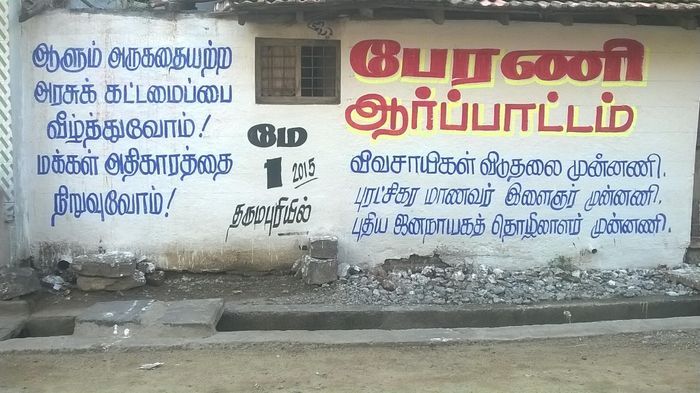 ஆளும் அருகதையற்ற
அரசுக் கட்டமைப்பை
வீழ்த்துவோம்!
மக்கள் அதிகாரத்தை
நிறுவுவோம்!
மே
1 2015
தருமபுரியில்
பேரணி
ஆர்ப்பாட்டம்
விவசாயிகள் விடுதலை முன்னணி.
புரட்சிகர மாணவர் இளைஞர் முன்னணி.
புதிய ஜனநாயகத் தொழிலாளர் முன்னணி.